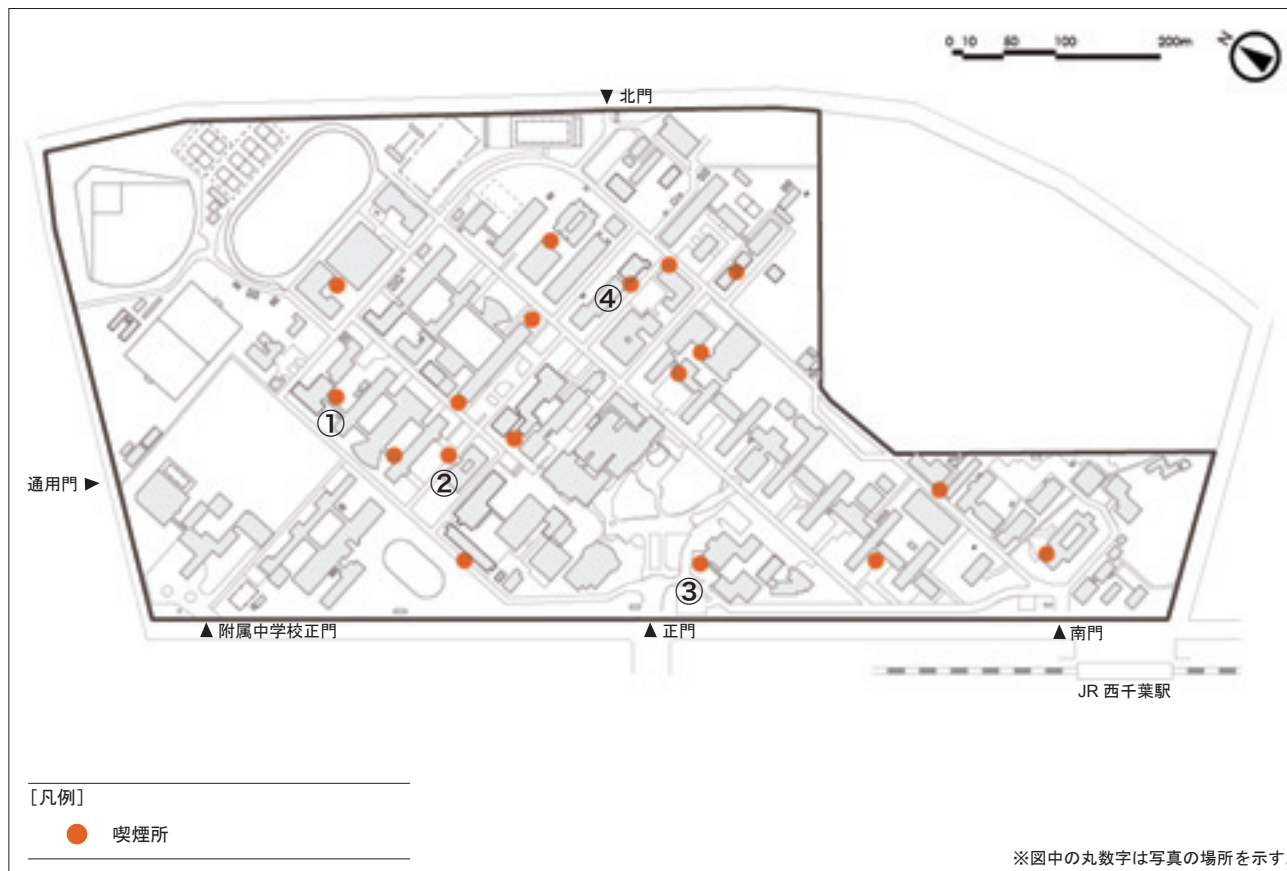 0 10 50 100 200m
N
▼ 北門
④
①
②
通用門 ►
③
▲ 附属中学校正門
▲ 正門
▲ 南門
JR 西千葉駅
[凡例]
喫煙所
※図中の丸数字は写真の場所を示す。